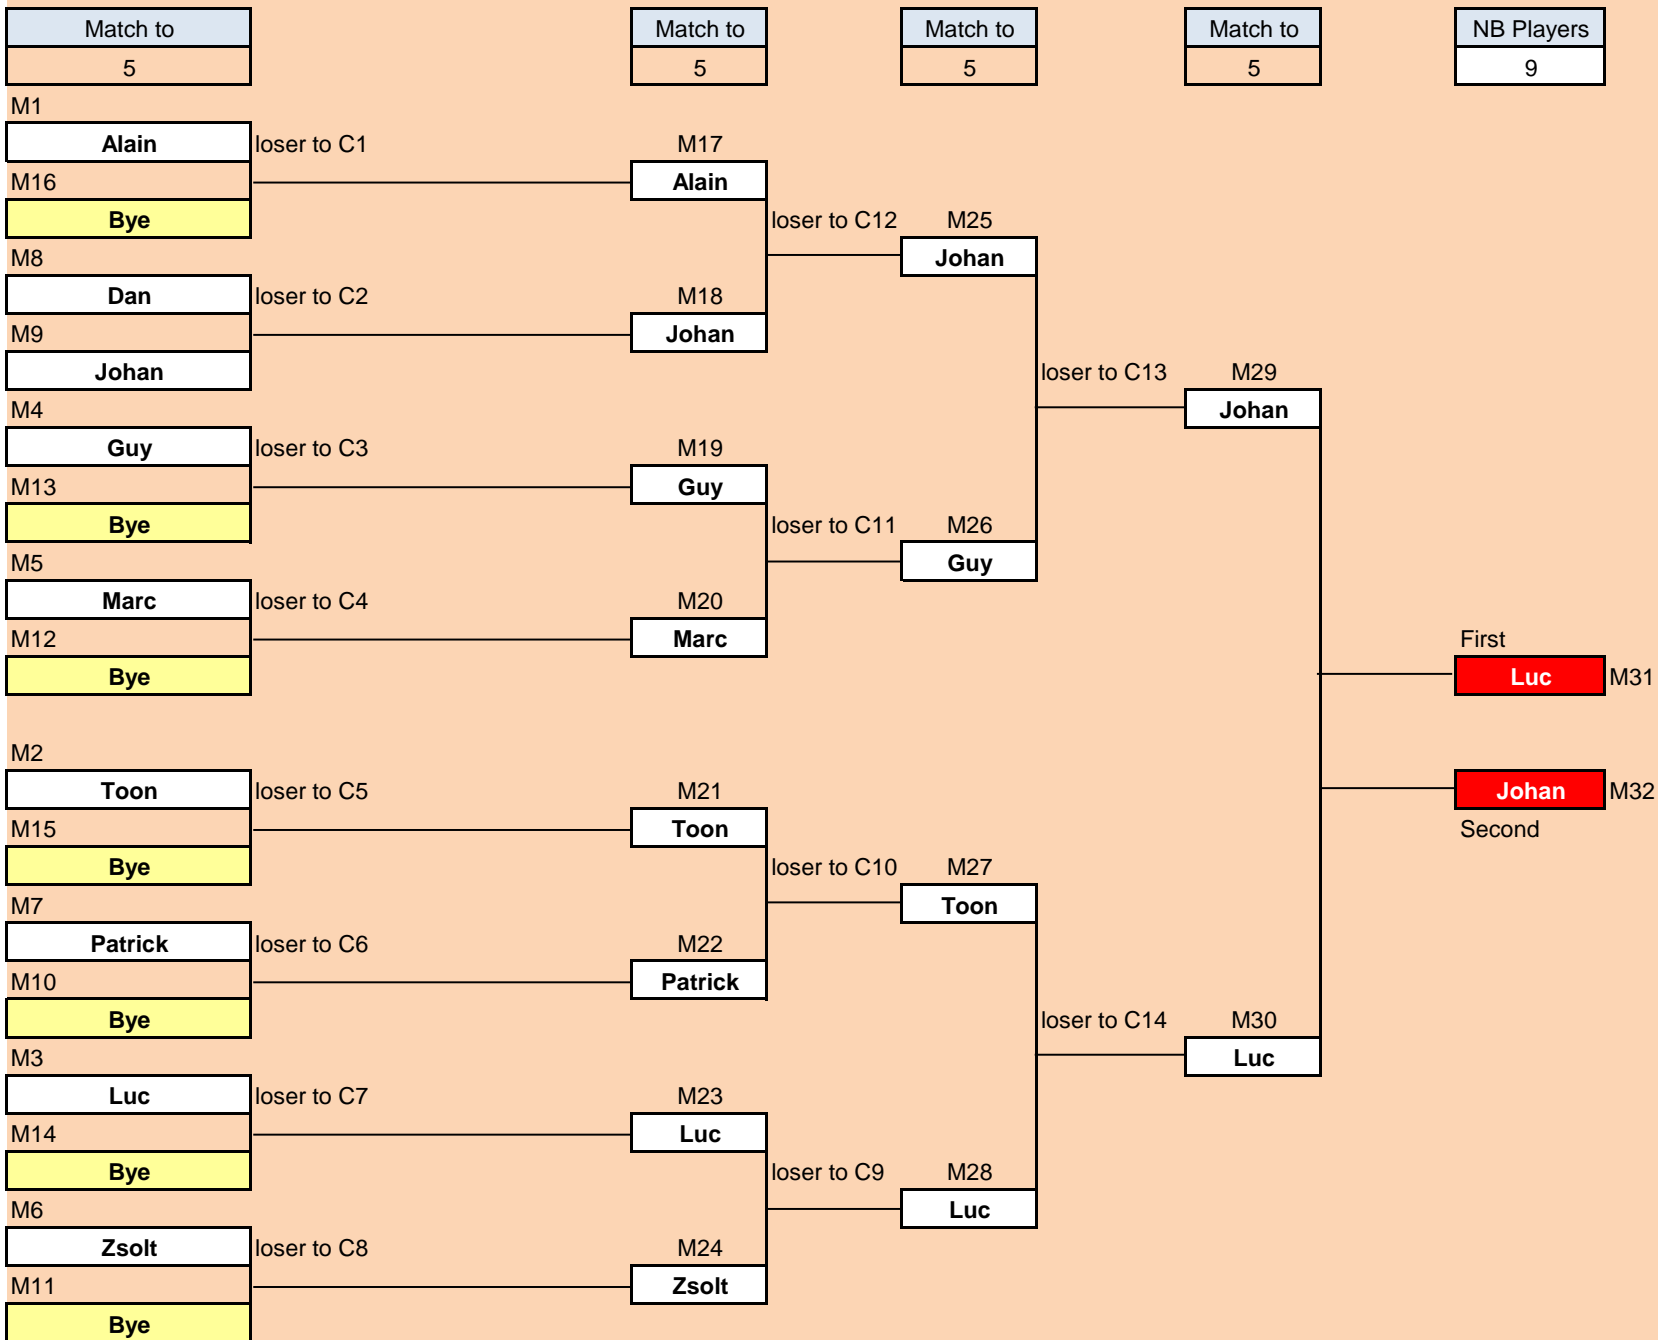 Match to Match to Match to Match to NB Players
5 5 5 5 9
M1
Alain loser to C1 M17
M16 Alain
Bye loser to C12 M25
M8 Johan
Dan loser to C2 M18
M9 Johan
Johan loser to C13 M29
M4 Johan
Guy loser to C3 M19
M13 Guy
Bye loser to C11 M26
M5 Guy
Marc loser to C4 M20
M12 Marc First
Bye Luc M31
M2
Toon loser to C5 M21 Johan M32
M15 Toon Second
Bye loser to C10 M27
M7 Toon
Patrick loser to C6 M22
M10 Patrick
Bye loser to C14 M30
M3 Luc
Luc loser to C7 M23
M14 Luc
Bye loser to C9 M28
M6 Luc
Zsolt loser to C8 M24
M11 Zsolt
Bye